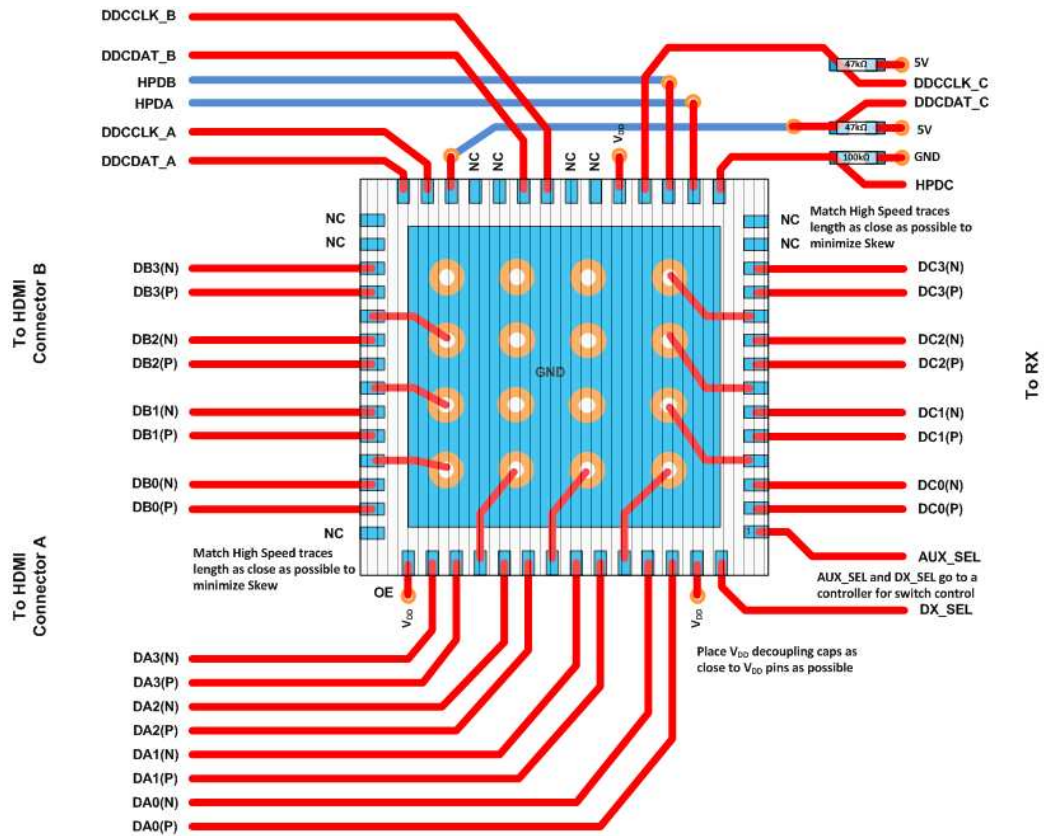 DDCCLK_B
DDCDAT_B
HPDB
HPDA
DDCCLK_A
DDCDAT_A
NC
NC
NC
NC
VDD
47kΩ
5V
DDCCLK_C
DDCDAT_C
47kΩ
5V
100kΩ
GND
HPDC
NC
NC
NC
NC
Match High Speed traces
length as close as possible to
minimize Skew
To HDMI
Connector B
DB3(N)
DB3(P)
DB2(N)
DB2(P)
DB1(N)
DB1(P)
DB0(N)
DB0(P)
NC
GND
DC3(N)
DC3(P)
DC2(N)
DC2(P)
DC1(N)
DC1(P)
DC0(N)
DC0(P)
1
To RX
AUX_SEL
AUX_SEL and DX_SEL go to a
controller for switch control
DX_SEL
Match High Speed traces
length as close as possible to
minimize Skew
To HDMI
Connector A
OE
VDD
VDD
Place VDD decoupling caps as
close to VDD pins as possible
DA3(N)
DA3(P)
DA2(N)
DA2(P)
DA1(N)
DA1(P)
DA0(N)
DA0(P)